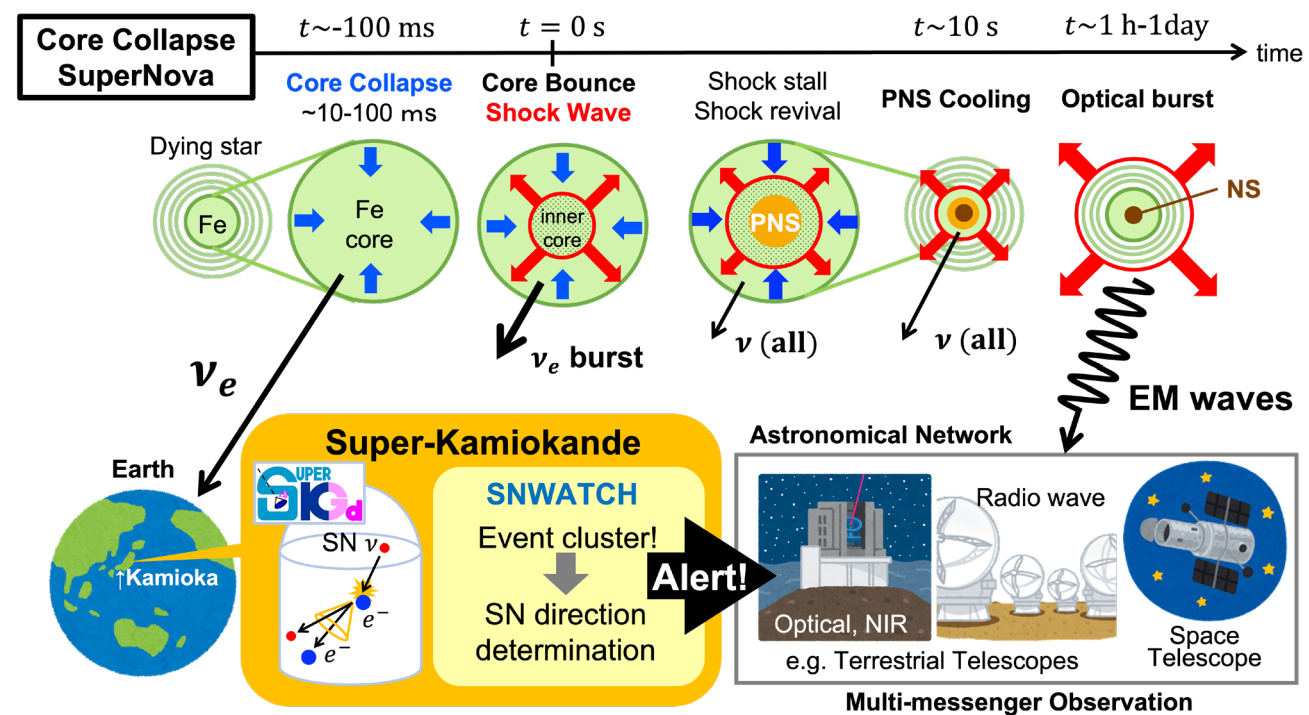 Core Collapse
SuperNova
t~-100 ms
t = 0 s
t~10 s
t~1 h-1day
time
Core Collapse
~10-100 ms
Core Bounce
Shock Wave
Shock stall
Shock revival
PNS Cooling
Optical burst
Dying star
Fe
Fe
core
inner
core
PNS
NS
νe
νe burst
ν (all)
ν (all)
EM waves
Earth
↑Kamioka
Super-Kamiokande
SUPER
SKGd
SN ν
e−
e−
SNWATCH
Event cluster!
SN direction
determination
Alert!
Astronomical Network
Optical, NIR
Radio wave
e.g. Terrestrial Telescopes
Space
Telescope
Multi-messenger Observation